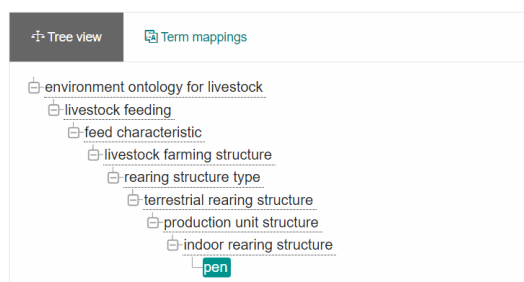 Tree view
Term mappings
environment ontology for livestock
livestock feeding
feed characteristic
livestock farming structure
rearing structure type
terrestrial rearing structure
production unit structure
indoor rearing structure
pen